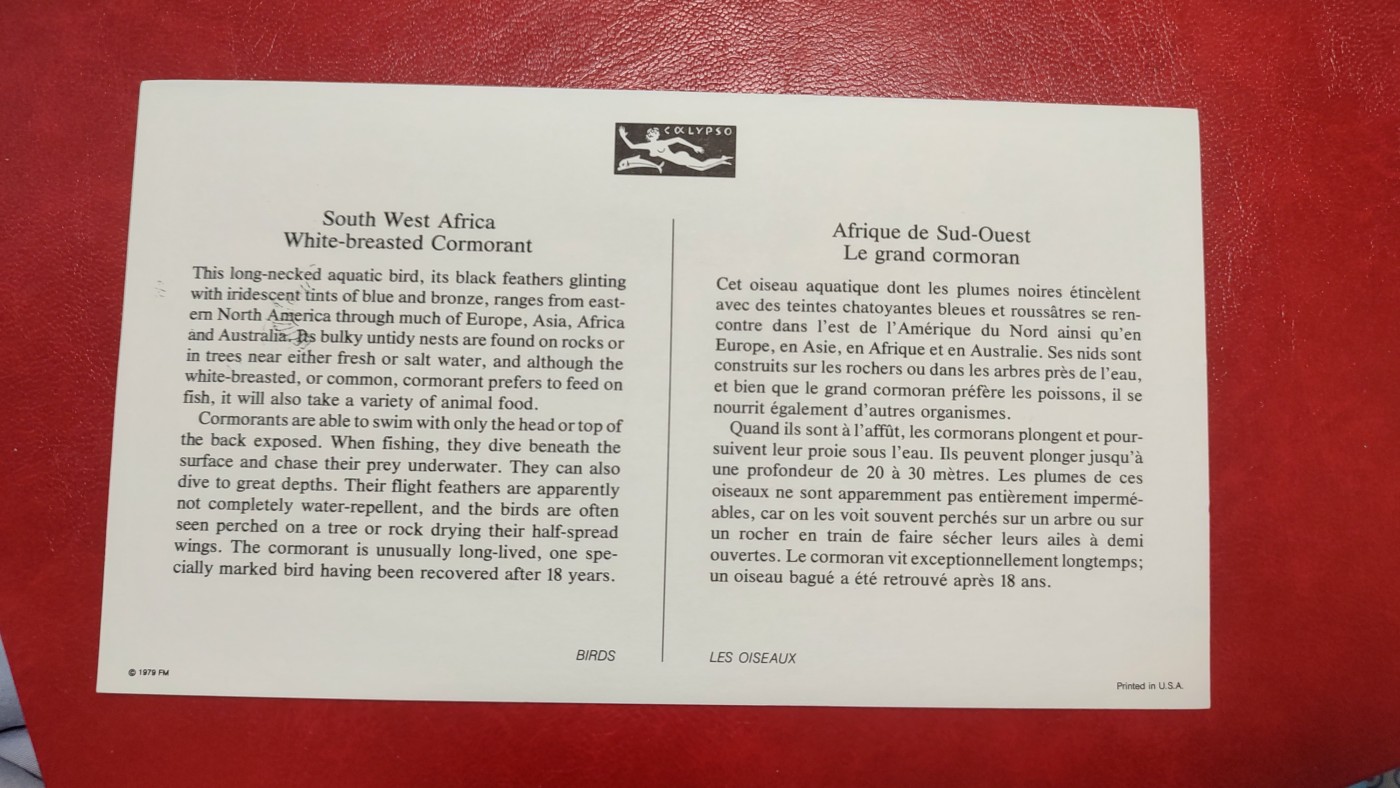 CALYPSO
South West Africa
White-breasted Cormorant
This long-necked aquatic bird, its black feathers glinting
with iridescent tints of blue and bronze, ranges from east-
ern North America through much of Europe, Asia, Africa
and Australia. Its bulky untidy nests are found on rocks or
in trees near either fresh or salt water, and although the
white-breasted, or common, cormorant prefers to feed on
fish, it will also take a variety of animal food.
Cormorants are able to swim with only the head or top of
the back exposed. When fishing, they dive beneath the
surface and chase their prey underwater. They can also
dive to great depths. Their flight feathers are apparently
not completely water-repellent, and the birds are often
seen perched on a tree or rock drying their half-spread
wings. The cormorant is unusually long-lived, one spe-
cially marked bird having been recovered after 18 years.
BIRDS
© 1979 FM
Afrique de Sud-Ouest
Le grand cormoran
Cet oiseau aquatique dont les plumes noires étincèlent
avec des teintes chatoyantes bleues et roussâtres se ren-
contre dans l'est de l'Amérique du Nord ainsi qu'en
Europe, en Asie, en Afrique et en Australie. Ses nids sont
construits sur les rochers ou dans les arbres près de l'eau,
et bien que le grand cormoran préfère les poissons, il se
nourrit également d'autres organismes.
Quand ils sont à l'affût, les cormorans plongent et pour-
suivent leur proie sous l'eau. Ils peuvent plonger jusqu'à
une profondeur de 20 à 30 mètres. Les plumes de ces
oiseaux ne sont apparemment pas entièrement impermé-
ables, car on les voit souvent perchés sur un arbre ou sur
un rocher en train de faire sécher leurs ailes à demi
ouvertes. Le cormoran vit exceptionnellement longtemps;
un oiseau bagué a été retrouvé après 18 ans.
LES OISEAUX
Printed in U.S.A.